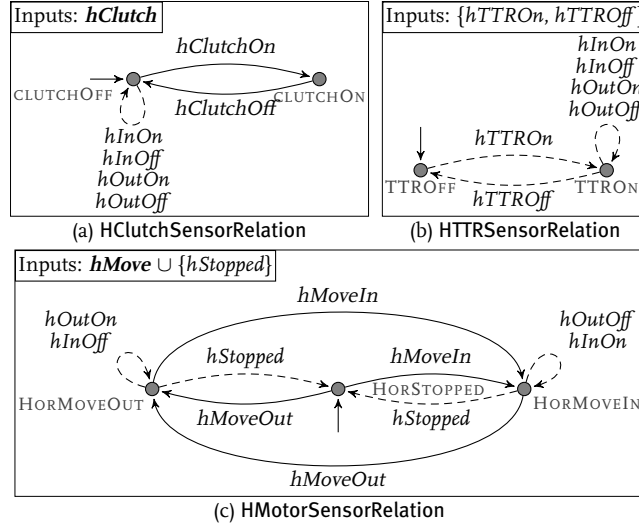 Inputs: hClutch
hClutchOn
CLUTCHOFF
hClutchOff
CLUTCHON
hInOn
hInOff
hOutOn
hOutOff
(a) HClutchSensorRelation
Inputs: {hTTROn, hTTROff}
hInOn
hInOff
hOutOn
hOutOff
hTTROn
TTROFF
hTTROff
TTRON
(b) HTTRSensorRelation
Inputs: hMove ∪ {hStopped}
hMoveIn
hOutOn
hInOff
hStopped
hMoveIn
hOutOff
hInOn
HORMOVEOUT
hMoveOut
HORSTOPPED
hStopped
HORMOVEIN
hMoveOut
(c) HMotorSensorRelation